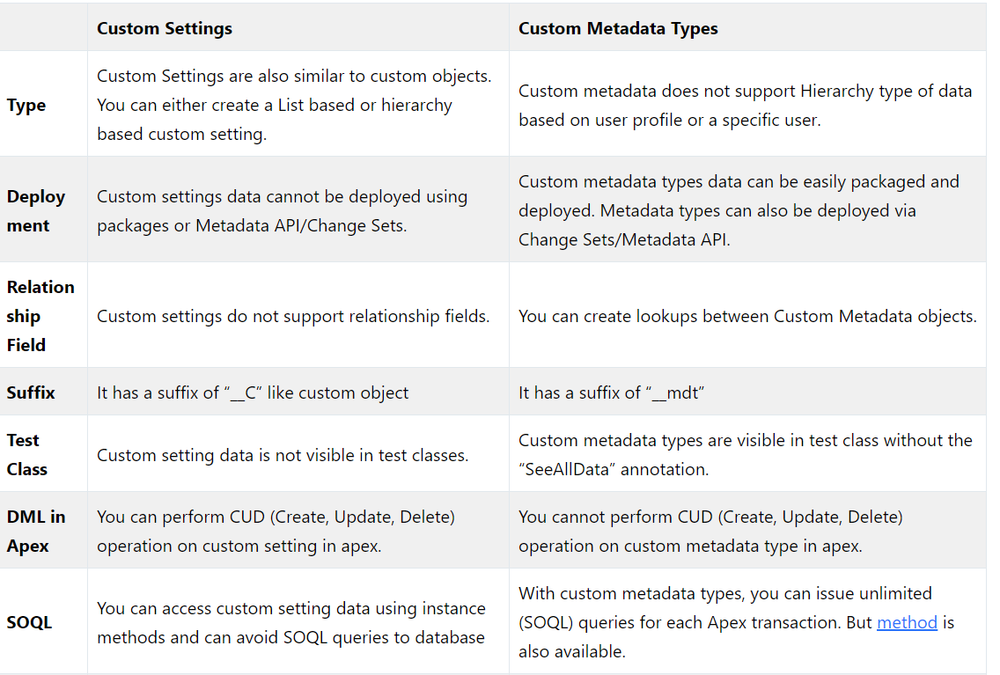 Custom Settings
Custom Metadata Types
Type
Custom Settings are also similar to custom objects.
You can either create a List based or hierarchy
based custom setting.
Custom metadata does not support Hierarchy type of data
based on user profile or a specific user.
Deploy
ment
Custom settings data cannot be deployed using
packages or Metadata API/Change Sets.
Custom metadata types data can be easily packaged and
deployed. Metadata types can also be deployed via
Change Sets/Metadata API.
Relation
ship
Field
Custom settings do not support relationship fields.
You can create lookups between Custom Metadata objects.
Suffix
It has a suffix of “__C” like custom object
It has a suffix of “__mdt”
Test
Class
Custom setting data is not visible in test classes.
Custom metadata types are visible in test class without the
“SeeAllData” annotation.
DML in
Apex
You can perform CUD (Create, Update, Delete)
operation on custom setting in apex.
You cannot perform CUD (Create, Update, Delete)
operation on custom metadata type in apex.
SOQL
You can access custom setting data using instance
methods and can avoid SOQL queries to database
With custom metadata types, you can issue unlimited
(SOQL) queries for each Apex transaction. But method is
also available.